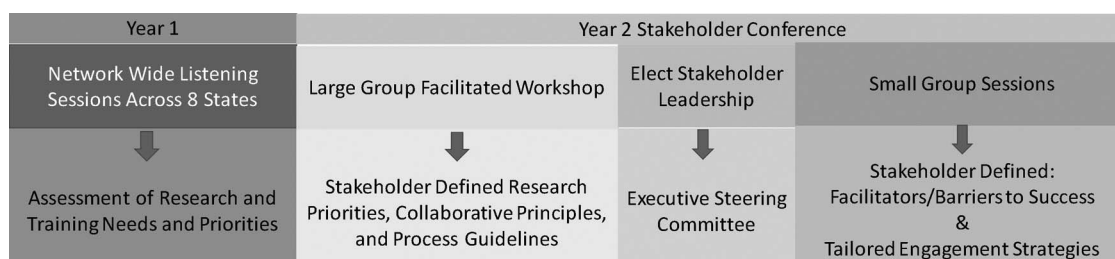 Year 1
Year 2 Stakeholder Conference
Network Wide Listening
Sessions Across 8 States
Large Group Facilitated Workshop
Elect Stakeholder
Leadership
Small Group Sessions
Assessment of Research and
Training Needs and Priorities
Stakeholder Defined Research
Priorities, Collaborative Principles,
and Process Guidelines
Executive Steering
Committee
Stakeholder Defined:
Facilitators/Barriers to Success
&
Tailored Engagement Strategies